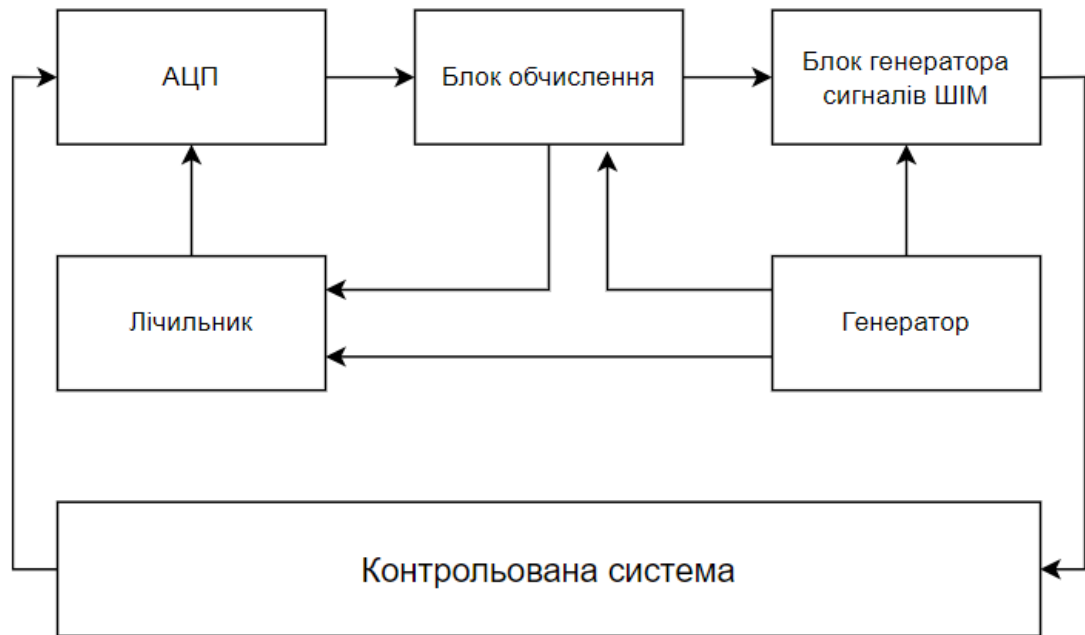 АЦП
Блок обчислення
Блок генератора
сигналів ШІМ
Лічильник
Генератор
Контрольована система